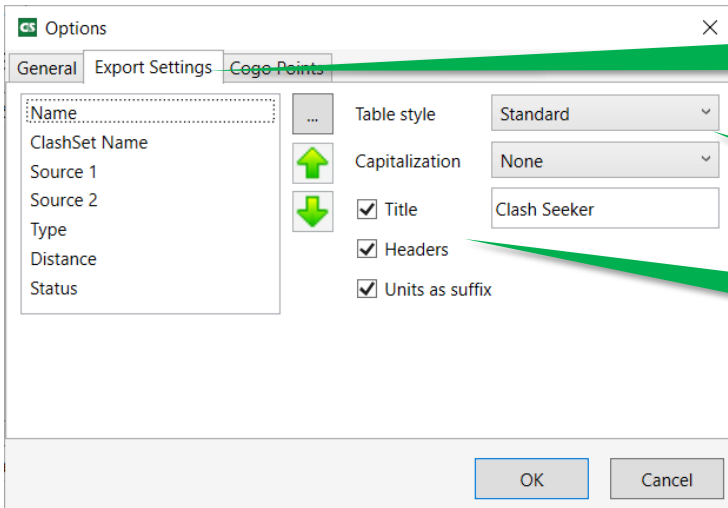 CS Options
General Export Settings Cogo Points
Name
ClashSet Name
Source 1
Source 2
Type
Distance
Status
...
Table style Standard
Capitalization None
Title Clash Seeker
Headers
Units as suffix
OK Cancel